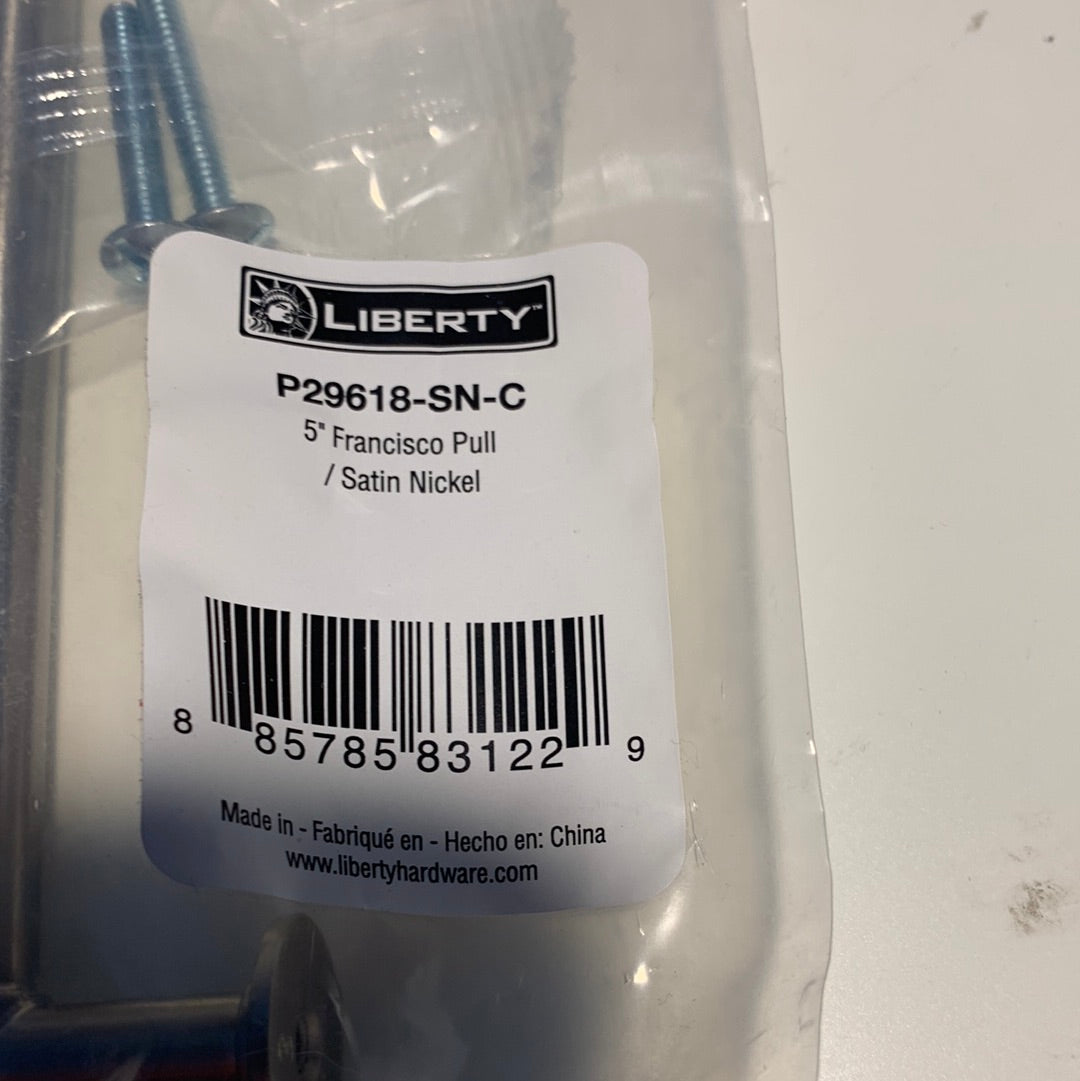 LIBERTY™
P29618-SN-C
5" Francisco Pull
/ Satin Nickel
8 85785 83122 9
Made in - Fabriqué en - Hecho en: China
www.libertyhardware.com